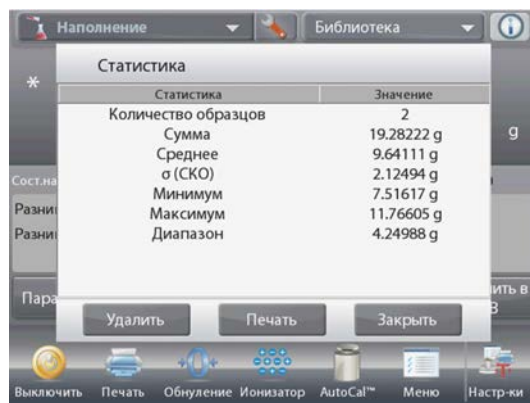 Наполнение Библиотека
Статистика
*
Статистика Значение
Количество образцов 2
Сумма 19.28222 g
Среднее 9.64111 g
g
σ (СКО) 2.12494 g
Минимум 7.51617 g
Максимум 11.76605 g
Диапазон 4.24988 g
Удалить Печать Закрыть
Выключить Печать Обнуление Ионизатор AutoCal™ Меню Настр-ки